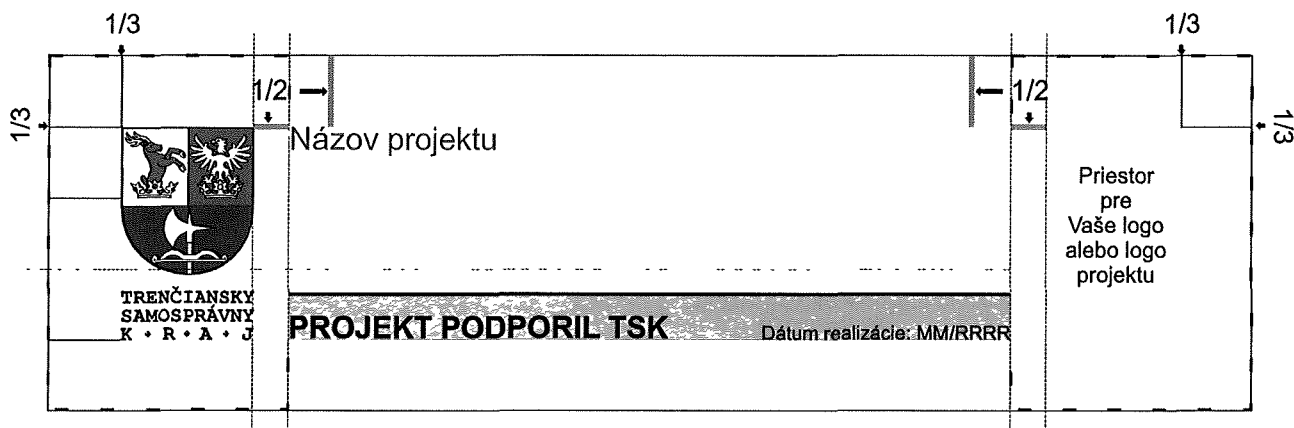 1/3
1/3
1/2
1/2
1/3
1/3
Názov projektu
Priestor
pre
Vaše logo
alebo logo
projektu
TRENČIANSKY
SAMOSPRÁVNY
K • R • A • J
PROJEKT PODPORIL TSK
Dátum realizácie: MM/RRRR